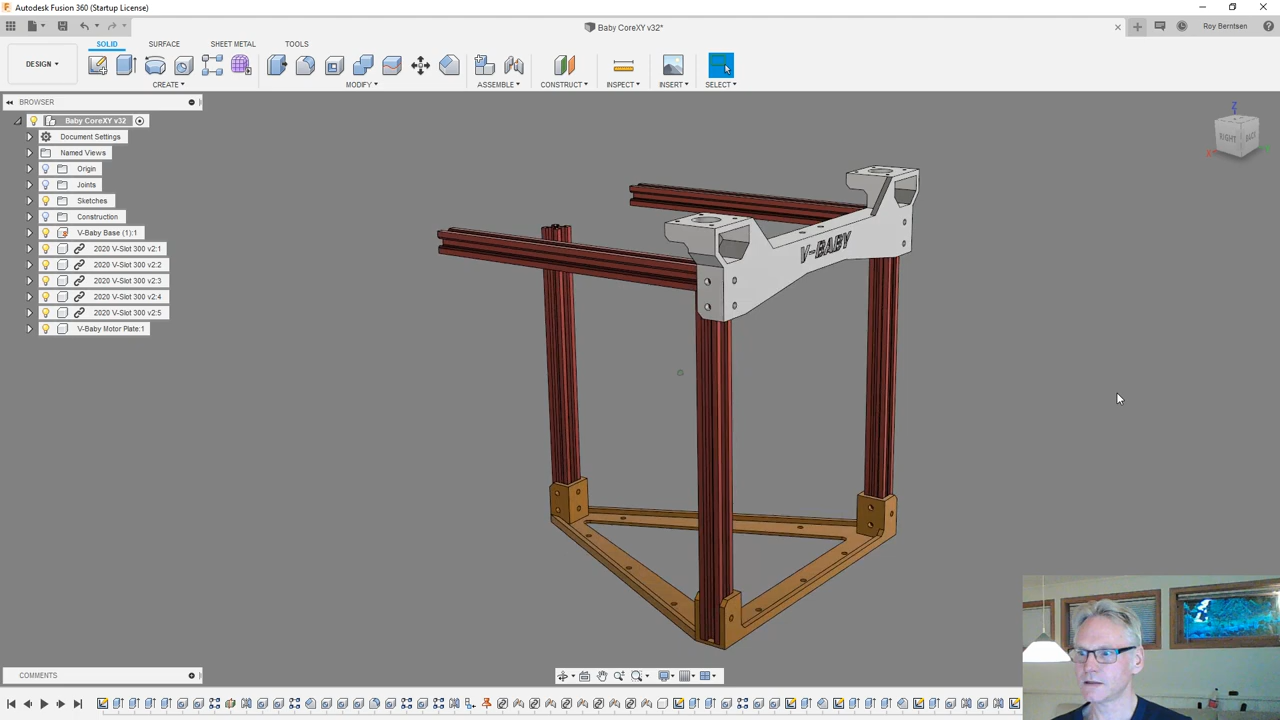 Autodesk Fusion 360 (Startup License)
Baby CoreXY v32*
Roy Berntsen
DESIGN
SOLID SURFACE SHEET METAL TOOLS
CREATE MODIFY ASSEMBLE CONSTRUCT INSPECT INSERT SELECT
BROWSER
Baby CoreXY v32
Document Settings
Named Views
Origin
Joints
Sketches
Construction
V-Baby Base (1):1
2020 V-Slot 300 v2:1
2020 V-Slot 300 v2:2
2020 V-Slot 300 v2:3
2020 V-Slot 300 v2:4
2020 V-Slot 300 v2:5
V-Baby Motor Plate:1
Z
RIGHT BACK
X
V-BABY
COMMENTS